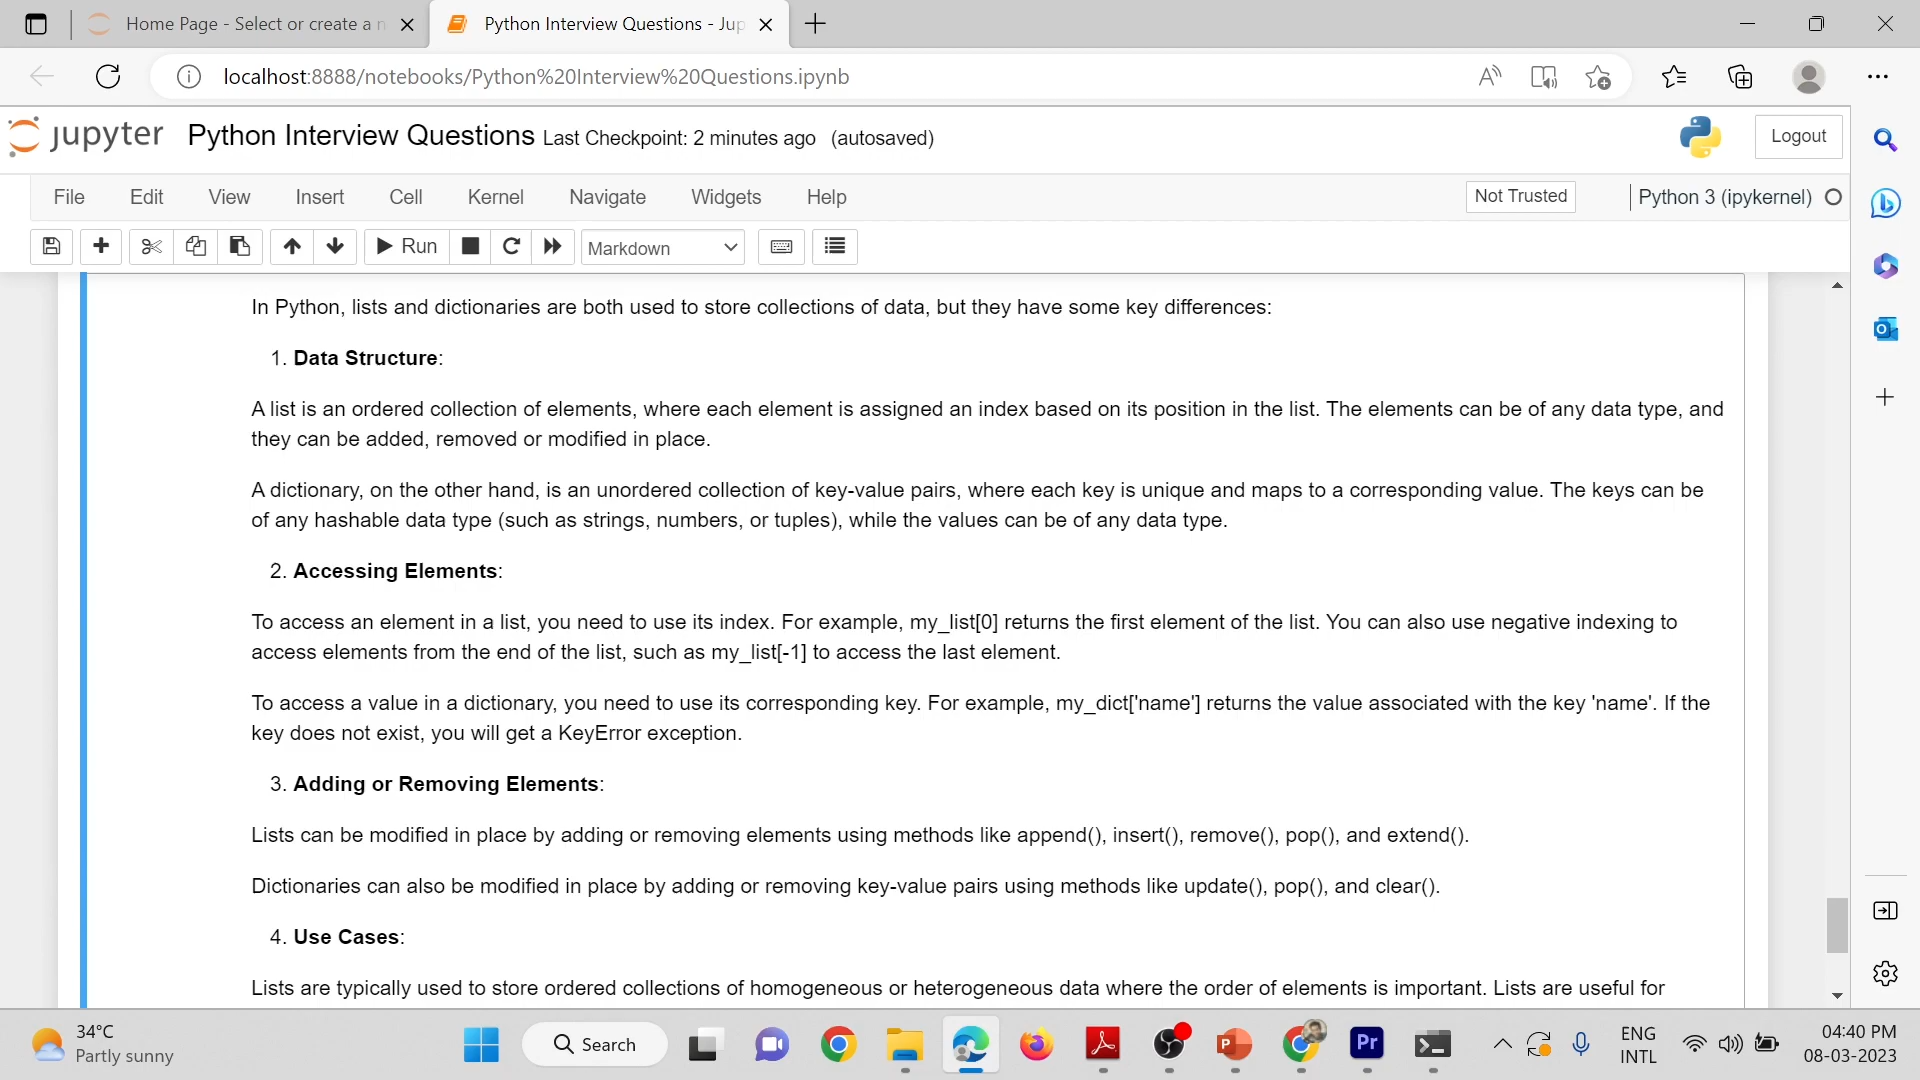 Home Page - Select or create a n
Python Interview Questions - Jup
localhost:8888/notebooks/Python%20Interview%20Questions.ipynb
jupyter Python Interview Questions Last Checkpoint: 2 minutes ago (autosaved)
Logout
File Edit View Insert Cell Kernel Navigate Widgets Help
Not Trusted
Python 3 (ipykernel)
Run
Markdown
In Python, lists and dictionaries are both used to store collections of data, but they have some key differences:
1. Data Structure:
A list is an ordered collection of elements, where each element is assigned an index based on its position in the list. The elements can be of any data type, and
they can be added, removed or modified in place.
A dictionary, on the other hand, is an unordered collection of key-value pairs, where each key is unique and maps to a corresponding value. The keys can be
of any hashable data type (such as strings, numbers, or tuples), while the values can be of any data type.
2. Accessing Elements:
To access an element in a list, you need to use its index. For example, my_list[0] returns the first element of the list. You can also use negative indexing to
access elements from the end of the list, such as my_list[-1] to access the last element.
To access a value in a dictionary, you need to use its corresponding key. For example, my_dict['name'] returns the value associated with the key 'name'. If the
key does not exist, you will get a KeyError exception.
3. Adding or Removing Elements:
Lists can be modified in place by adding or removing elements using methods like append(), insert(), remove(), pop(), and extend().
Dictionaries can also be modified in place by adding or removing key-value pairs using methods like update(), pop(), and clear().
4. Use Cases:
Lists are typically used to store ordered collections of homogeneous or heterogeneous data where the order of elements is important. Lists are useful for
34°C
Partly sunny
Search
P
Pr
ENG
INTL
04:40 PM
08-03-2023